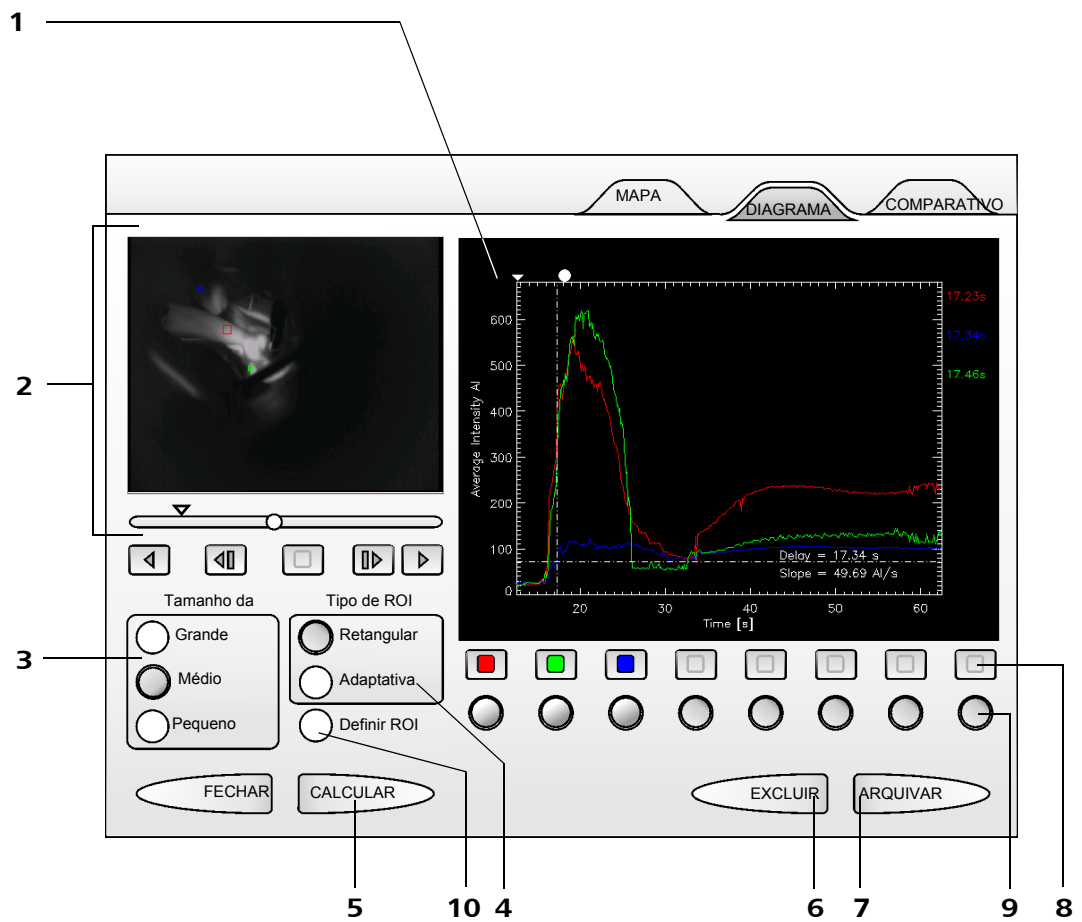 1
MAPA
DIAGRAMA
COMPARATIVO
2
600
500
400
300
200
100
0
Average Intensity AI
17.23s
17.34s
17.46s
Delay = 17.34 s
Slope = 49.69 AI/s
20 30 40 50 60
Time [s]
Tamanho da
Tipo de ROI
3
Grande
Médio
Pequeno
Retangular
Adaptativa
Definir ROI
FECHAR
CALCULAR
EXCLUIR
ARQUIVAR
5 10 4 6 7 9 8